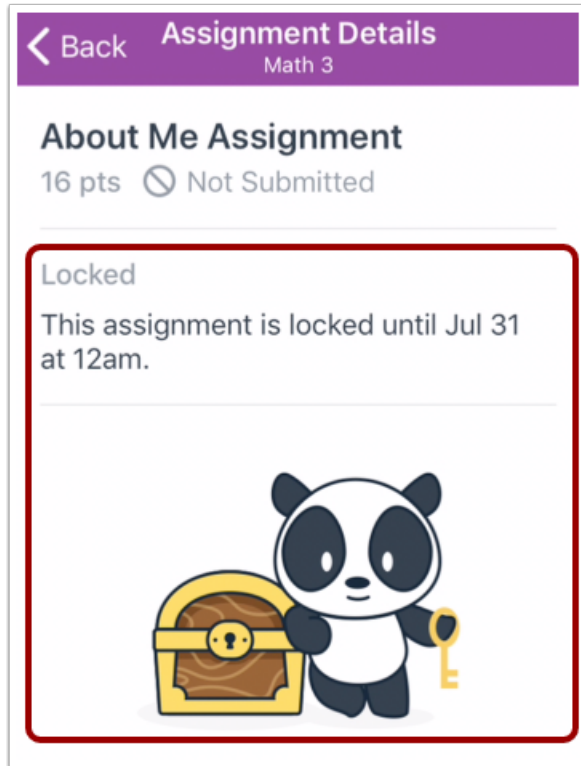 Back
Assignment Details
Math 3
About Me Assignment
16 pts Not Submitted
Locked
This assignment is locked until Jul 31
at 12am.